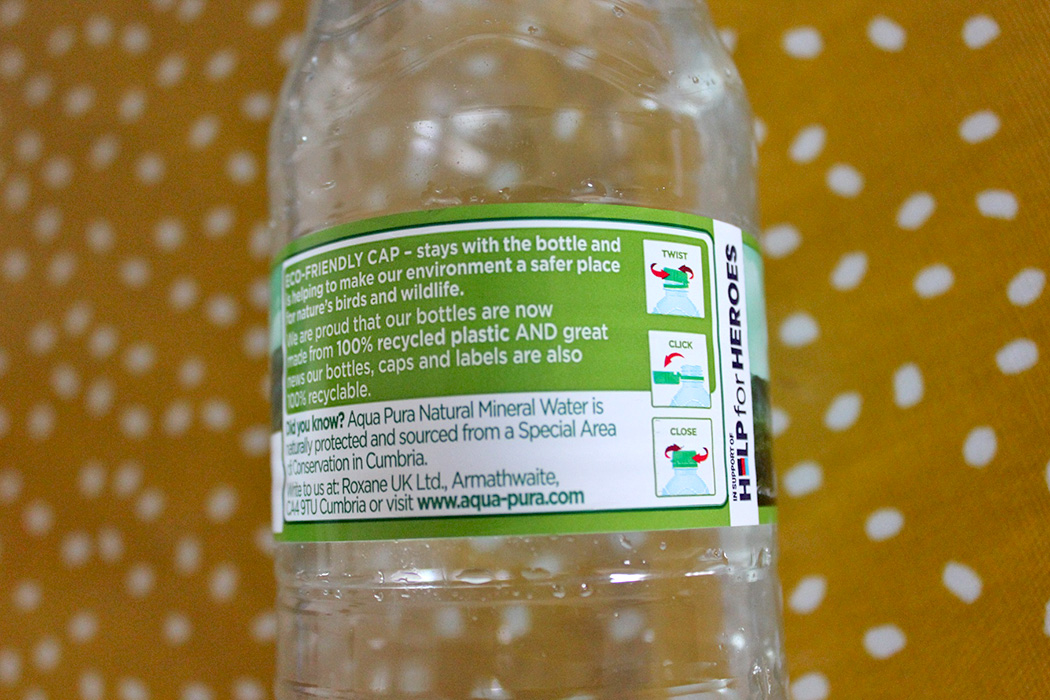 ECO-FRIENDLY CAP – stays with the bottle and
is helping to make our environment a safer place
for nature's birds and wildlife.
We are proud that our bottles are now
made from 100% recycled plastic AND great
news our bottles, caps and labels are also
100% recyclable.
Did you know? Aqua Pura Natural Mineral Water is
naturally protected and sourced from a Special Area
of Conservation in Cumbria.
Write to us at: Roxane UK Ltd., Armathwaite,
CA4 9TU Cumbria or visit www.aqua-pura.com
TWIST
CLICK
CLOSE
IN SUPPORT OF
HELP for HEROES